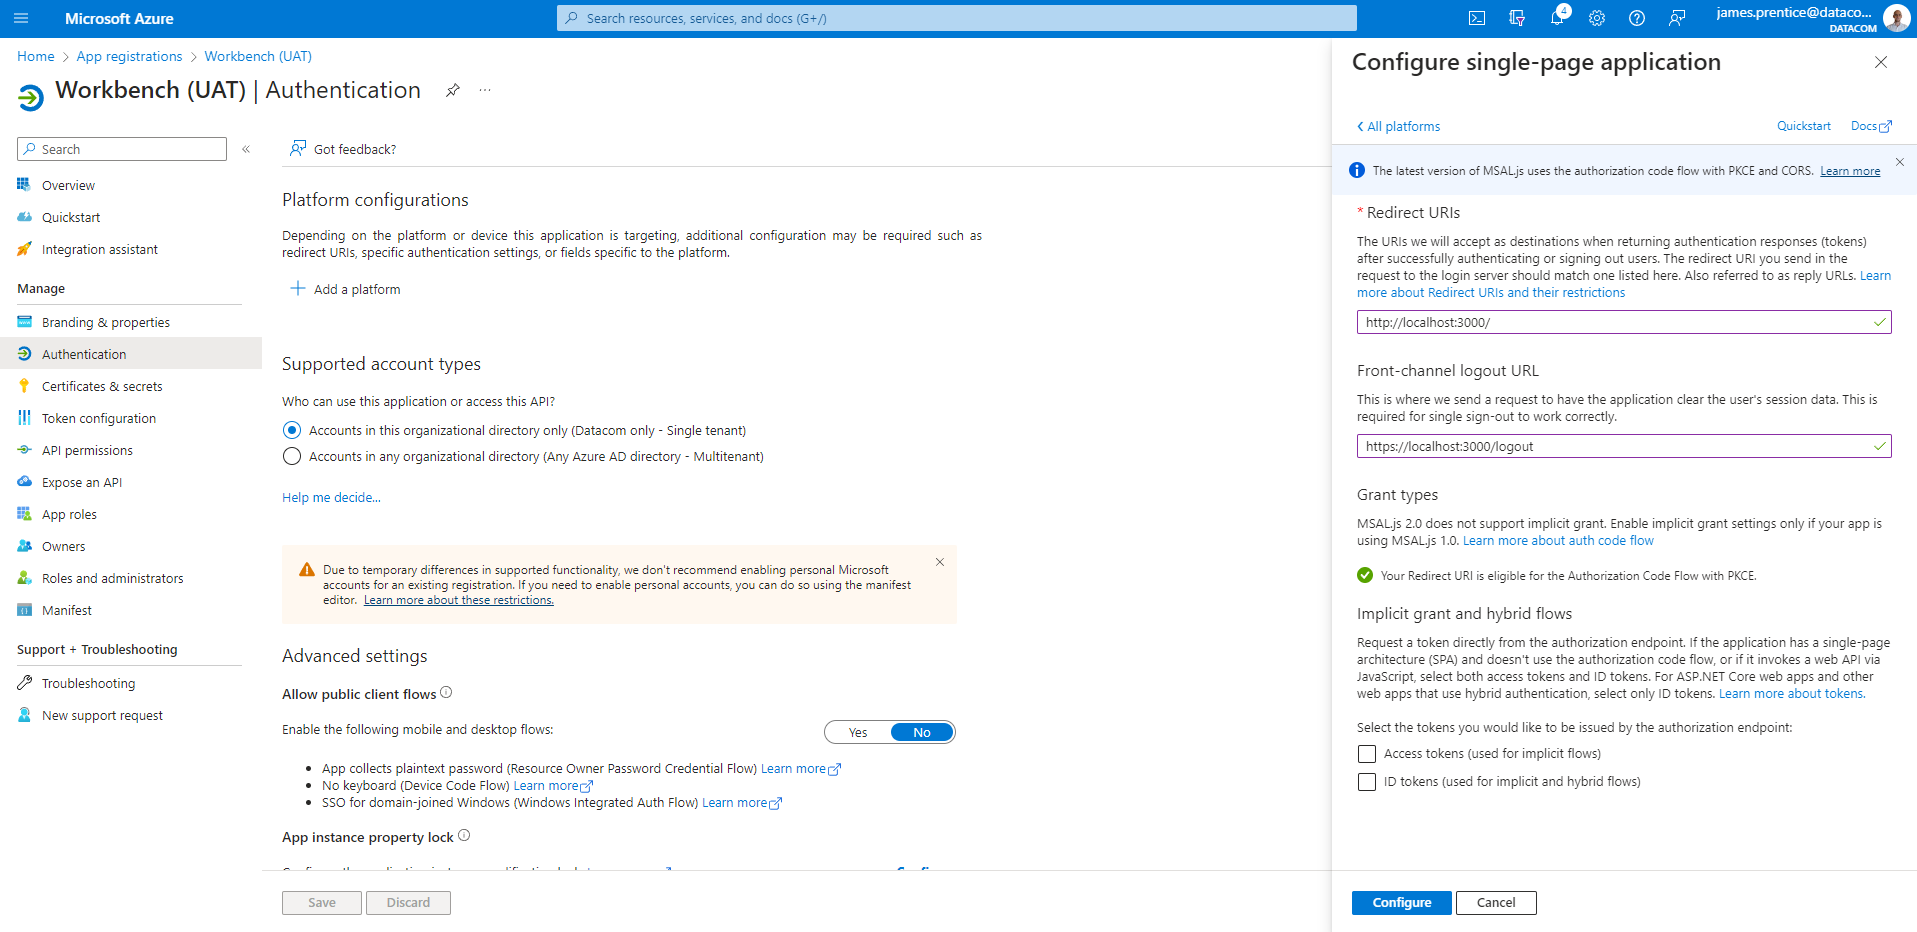 Microsoft Azure
Search resources, services, and docs (G+/)
4
james.prentice@dataco...
DATACOM
Home > App registrations > Workbench (UAT)
Workbench (UAT) | Authentication
Search
«
Overview
Quickstart
Integration assistant
Manage
Branding & properties
Authentication
Certificates & secrets
Token configuration
API permissions
Expose an API
App roles
Owners
Roles and administrators
Manifest
Support + Troubleshooting
Troubleshooting
New support request
Got feedback?
Platform configurations
Depending on the platform or device this application is targeting, additional configuration may be required such as
redirect URIs, specific authentication settings, or fields specific to the platform.
Add a platform
Supported account types
Who can use this application or access this API?
Accounts in this organizational directory only (Datacom only - Single tenant)
Accounts in any organizational directory (Any Azure AD directory - Multitenant)
Help me decide...
Due to temporary differences in supported functionality, we don't recommend enabling personal Microsoft
accounts for an existing registration. If you need to enable personal accounts, you can do so using the manifest
editor. Learn more about these restrictions.
Advanced settings
Allow public client flows
Enable the following mobile and desktop flows:
Yes No
• App collects plaintext password (Resource Owner Password Credential Flow) Learn more
• No keyboard (Device Code Flow) Learn more
• SSO for domain-joined Windows (Windows Integrated Auth Flow) Learn more
App instance property lock
Save Discard
Configure single-page application
All platforms
Quickstart Docs
The latest version of MSAL.js uses the authorization code flow with PKCE and CORS. Learn more
* Redirect URIs
The URIs we will accept as destinations when returning authentication responses (tokens)
after successfully authenticating or signing out users. The redirect URI you send in the
request to the login server should match one listed here. Also referred to as reply URLs. Learn
more about Redirect URIs and their restrictions
http://localhost:3000/
Front-channel logout URL
This is where we send a request to have the application clear the user's session data. This is
required for single sign-out to work correctly.
https://localhost:3000/logout
Grant types
MSAL.js 2.0 does not support implicit grant. Enable implicit grant settings only if your app is
using MSAL.js 1.0. Learn more about auth code flow
Your Redirect URI is eligible for the Authorization Code Flow with PKCE.
Implicit grant and hybrid flows
Request a token directly from the authorization endpoint. If the application has a single-page
architecture (SPA) and doesn't use the authorization code flow, or if it invokes a web API via
JavaScript, select both access tokens and ID tokens. For ASP.NET Core web apps and other
web apps that use hybrid authentication, select only ID tokens. Learn more about tokens.
Select the tokens you would like to be issued by the authorization endpoint:
Access tokens (used for implicit flows)
ID tokens (used for implicit and hybrid flows)
Configure Cancel